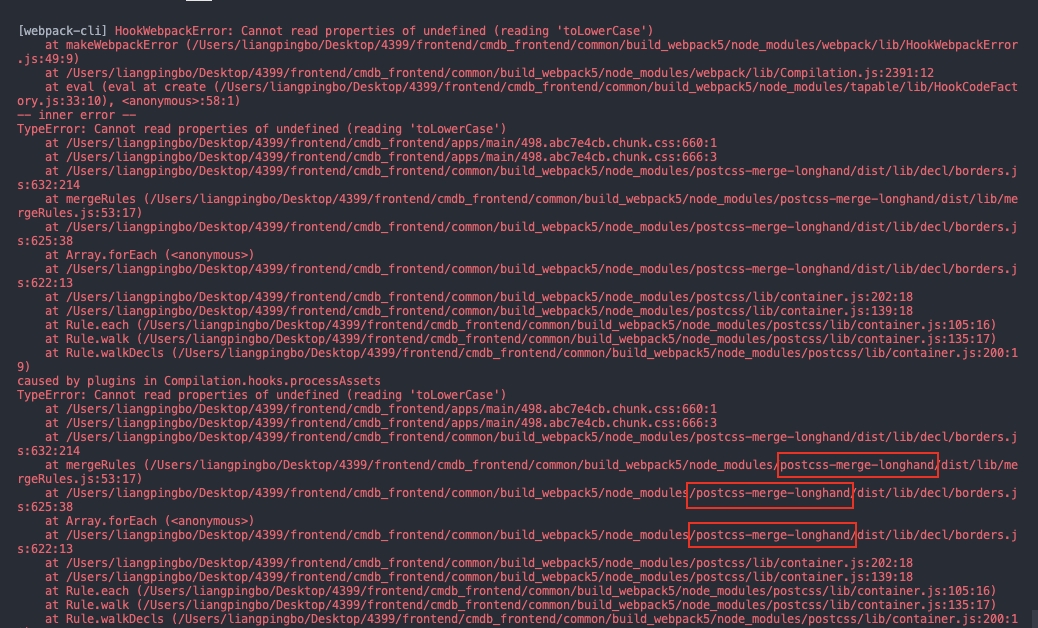 [webpack-cli] HookWebpackError: Cannot read properties of undefined (reading 'toLowerCase')
    at makeWebpackError (/Users/liangpingbo/Desktop/4399/frontend/cmdb_frontend/common/build_webpack5/node_modules/webpack/lib/HookWebpackError
.js:49:9)
    at /Users/liangpingbo/Desktop/4399/frontend/cmdb_frontend/common/build_webpack5/node_modules/webpack/lib/Compilation.js:2391:12
    at eval (eval at create (/Users/liangpingbo/Desktop/4399/frontend/cmdb_frontend/common/build_webpack5/node_modules/tapable/lib/HookCodeFact
ory.js:33:10), <anonymous>:58:1)
-- inner error --
TypeError: Cannot read properties of undefined (reading 'toLowerCase')
    at /Users/liangpingbo/Desktop/4399/frontend/cmdb_frontend/apps/main/498.abc7e4cb.chunk.css:660:1
    at /Users/liangpingbo/Desktop/4399/frontend/cmdb_frontend/apps/main/498.abc7e4cb.chunk.css:666:3
    at /Users/liangpingbo/Desktop/4399/frontend/cmdb_frontend/common/build_webpack5/node_modules/postcss-merge-longhand/dist/lib/decl/borders.j
s:632:214
    at mergeRules (/Users/liangpingbo/Desktop/4399/frontend/cmdb_frontend/common/build_webpack5/node_modules/postcss-merge-longhand/dist/lib/me
rgeRules.js:53:17)
    at /Users/liangpingbo/Desktop/4399/frontend/cmdb_frontend/common/build_webpack5/node_modules/postcss-merge-longhand/dist/lib/decl/borders.j
s:625:38
    at Array.forEach (<anonymous>)
    at /Users/liangpingbo/Desktop/4399/frontend/cmdb_frontend/common/build_webpack5/node_modules/postcss-merge-longhand/dist/lib/decl/borders.j
s:622:13
    at /Users/liangpingbo/Desktop/4399/frontend/cmdb_frontend/common/build_webpack5/node_modules/postcss/lib/container.js:202:18
    at /Users/liangpingbo/Desktop/4399/frontend/cmdb_frontend/common/build_webpack5/node_modules/postcss/lib/container.js:139:18
    at Rule.each (/Users/liangpingbo/Desktop/4399/frontend/cmdb_frontend/common/build_webpack5/node_modules/postcss/lib/container.js:105:16)
    at Rule.walk (/Users/liangpingbo/Desktop/4399/frontend/cmdb_frontend/common/build_webpack5/node_modules/postcss/lib/container.js:135:17)
    at Rule.walkDecls (/Users/liangpingbo/Desktop/4399/frontend/cmdb_frontend/common/build_webpack5/node_modules/postcss/lib/container.js:200:1
9)
caused by plugins in Compilation.hooks.processAssets
TypeError: Cannot read properties of undefined (reading 'toLowerCase')
    at /Users/liangpingbo/Desktop/4399/frontend/cmdb_frontend/apps/main/498.abc7e4cb.chunk.css:660:1
    at /Users/liangpingbo/Desktop/4399/frontend/cmdb_frontend/apps/main/498.abc7e4cb.chunk.css:666:3
    at /Users/liangpingbo/Desktop/4399/frontend/cmdb_frontend/common/build_webpack5/node_modules/postcss-merge-longhand/dist/lib/decl/borders.j
s:632:214
    at mergeRules (/Users/liangpingbo/Desktop/4399/frontend/cmdb_frontend/common/build_webpack5/node_modules/postcss-merge-longhand/dist/lib/me
rgeRules.js:53:17)
    at /Users/liangpingbo/Desktop/4399/frontend/cmdb_frontend/common/build_webpack5/node_modules/postcss-merge-longhand/dist/lib/decl/borders.j
s:625:38
    at Array.forEach (<anonymous>)
    at /Users/liangpingbo/Desktop/4399/frontend/cmdb_frontend/common/build_webpack5/node_modules/postcss-merge-longhand/dist/lib/decl/borders.j
s:622:13
    at /Users/liangpingbo/Desktop/4399/frontend/cmdb_frontend/common/build_webpack5/node_modules/postcss/lib/container.js:202:18
    at /Users/liangpingbo/Desktop/4399/frontend/cmdb_frontend/common/build_webpack5/node_modules/postcss/lib/container.js:139:18
    at Rule.each (/Users/liangpingbo/Desktop/4399/frontend/cmdb_frontend/common/build_webpack5/node_modules/postcss/lib/container.js:105:16)
    at Rule.walk (/Users/liangpingbo/Desktop/4399/frontend/cmdb_frontend/common/build_webpack5/node_modules/postcss/lib/container.js:135:17)
    at Rule.walkDecls (/Users/liangpingbo/Desktop/4399/frontend/cmdb_frontend/common/build_webpack5/node_modules/postcss/lib/container.js:200:1